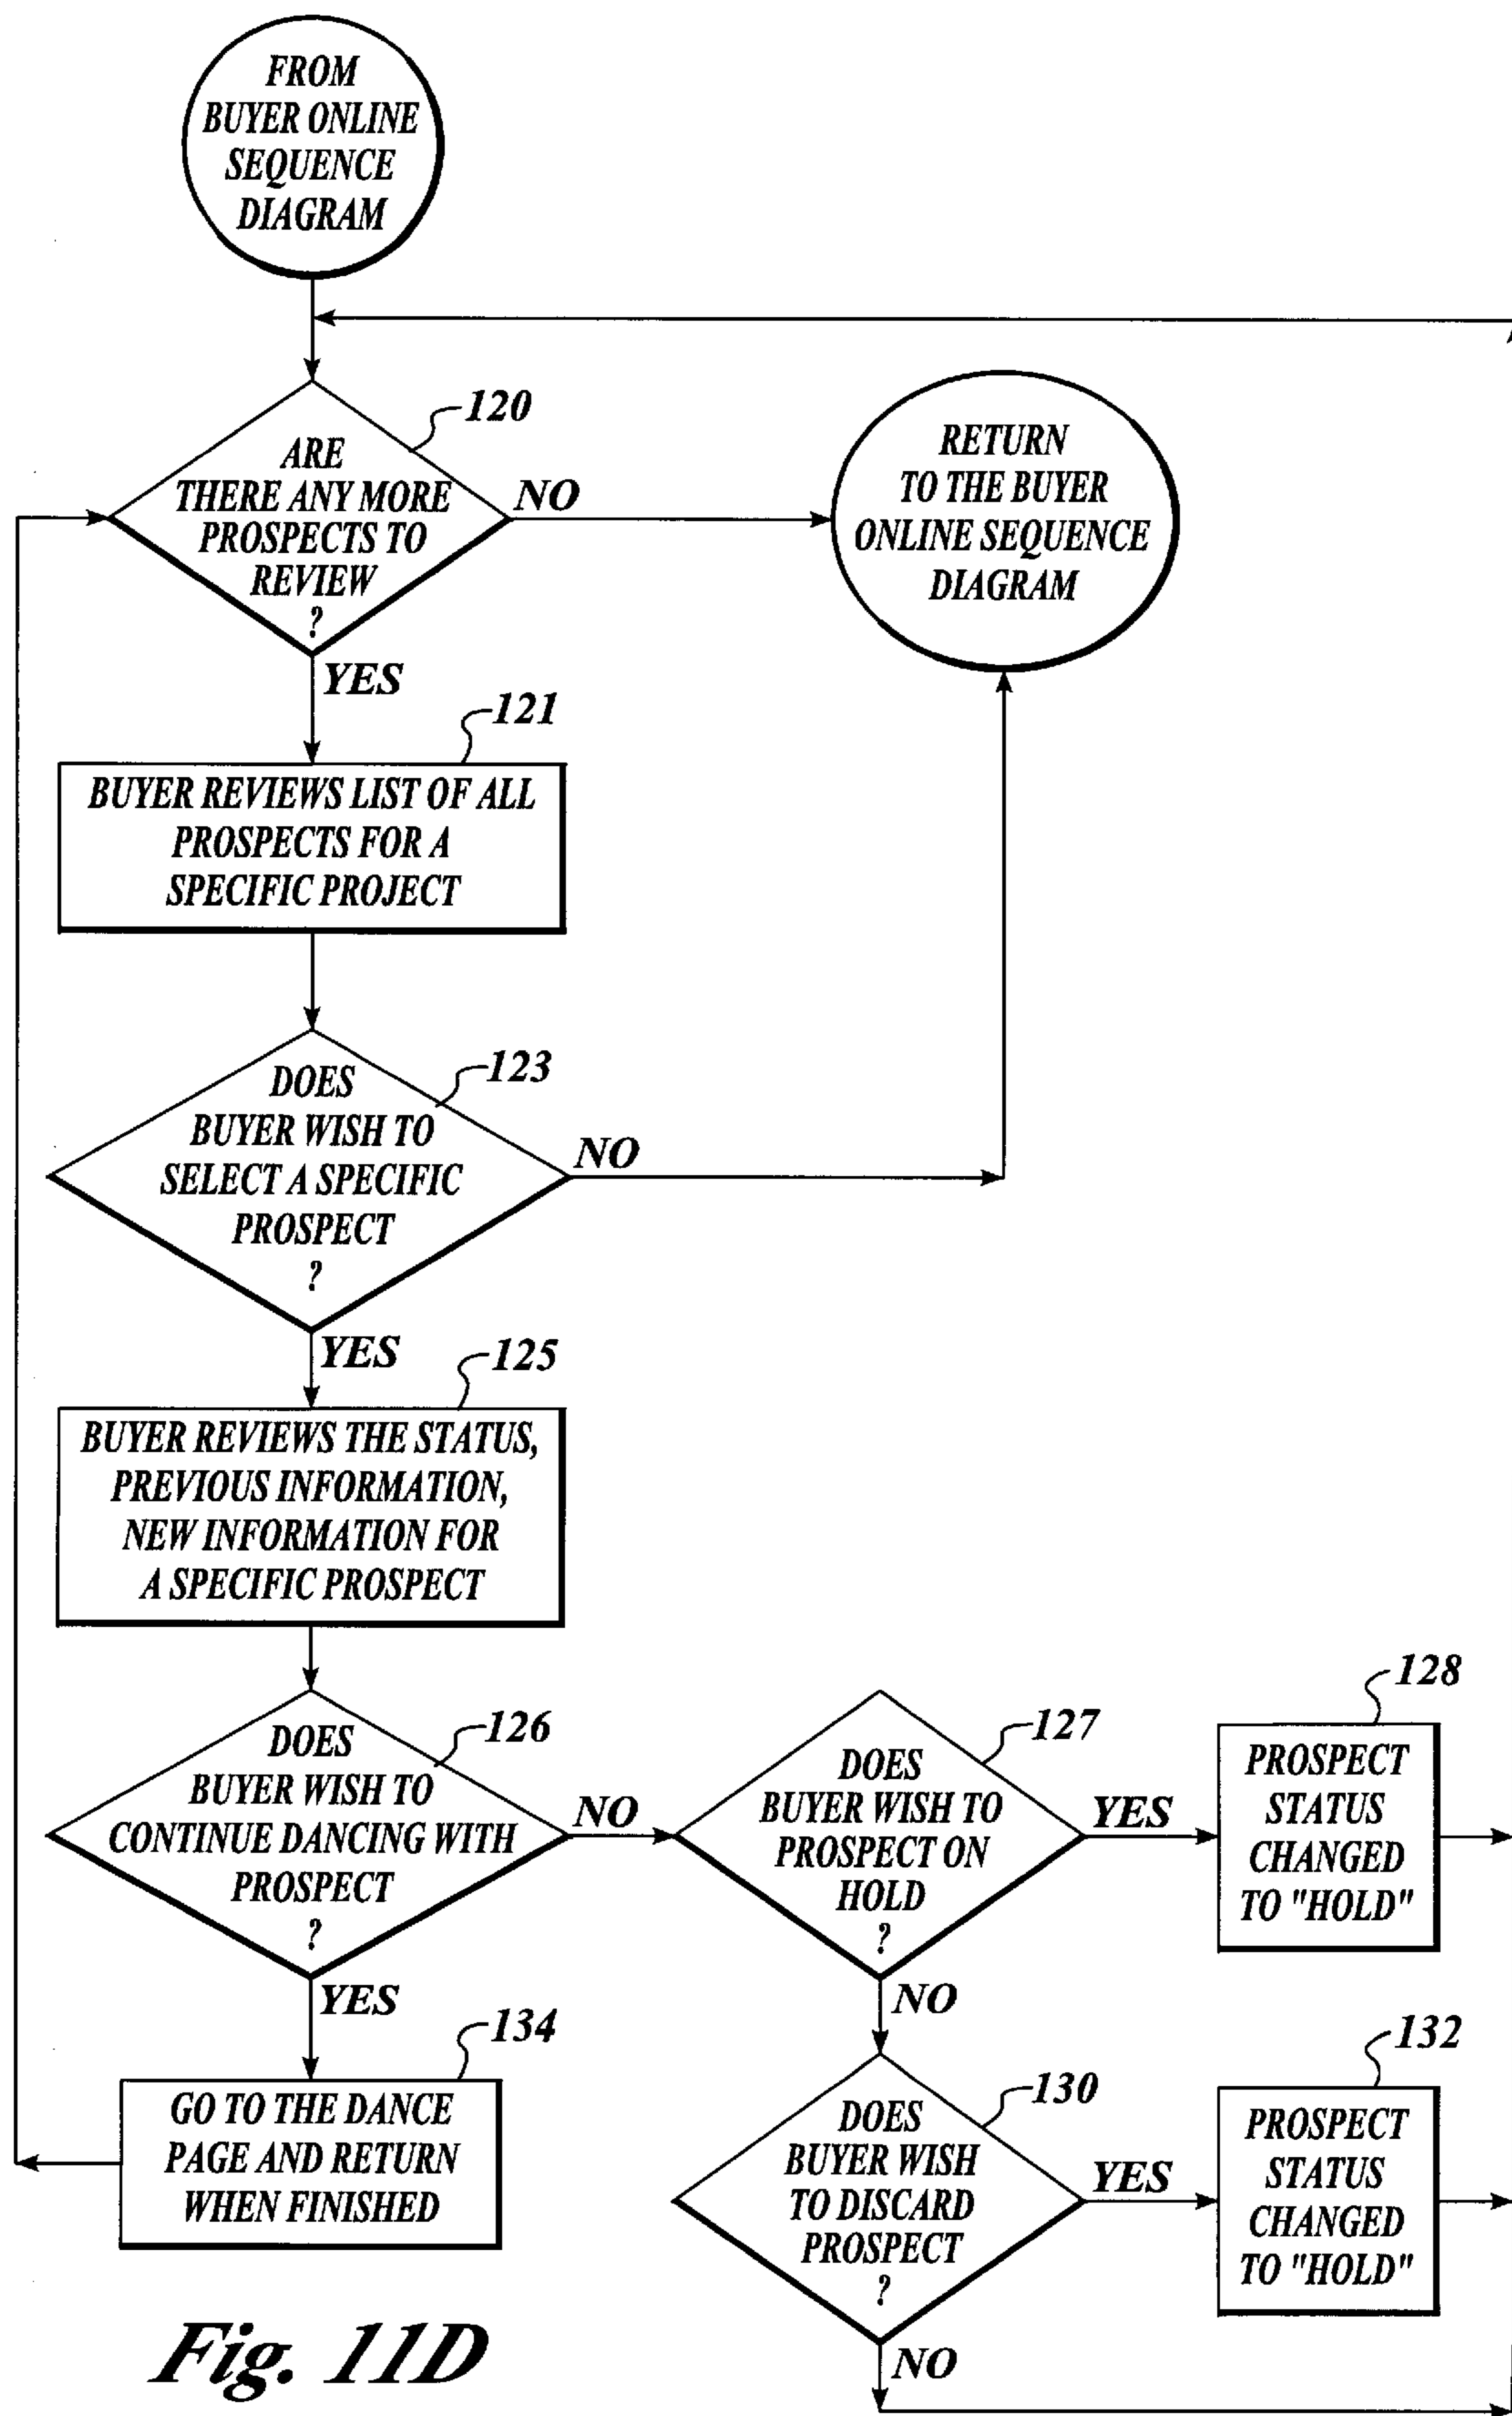 FROM
BUYER ONLINE
SEQUENCE
DIAGRAM
120
ARE
THERE ANY MORE
PROSPECTS TO
REVIEW
?
NO
RETURN
TO THE BUYER
ONLINE SEQUENCE
DIAGRAM
YES
121
BUYER REVIEWS LIST OF ALL
PROSPECTS FOR A
SPECIFIC PROJECT
123
DOES
BUYER WISH TO
SELECT A SPECIFIC
PROSPECT
?
NO
YES
125
BUYER REVIEWS THE STATUS,
PREVIOUS INFORMATION,
NEW INFORMATION FOR
A SPECIFIC PROSPECT
126
DOES
BUYER WISH TO
CONTINUE DANCING WITH
PROSPECT
?
NO
127
DOES
BUYER WISH TO
PROSPECT ON
HOLD
?
YES
128
PROSPECT
STATUS
CHANGED
TO "HOLD"
YES
134
GO TO THE DANCE
PAGE AND RETURN
WHEN FINISHED
NO
130
DOES
BUYER WISH
TO DISCARD
PROSPECT
?
YES
132
PROSPECT
STATUS
CHANGED
TO "HOLD"
NO
Fig. 11D